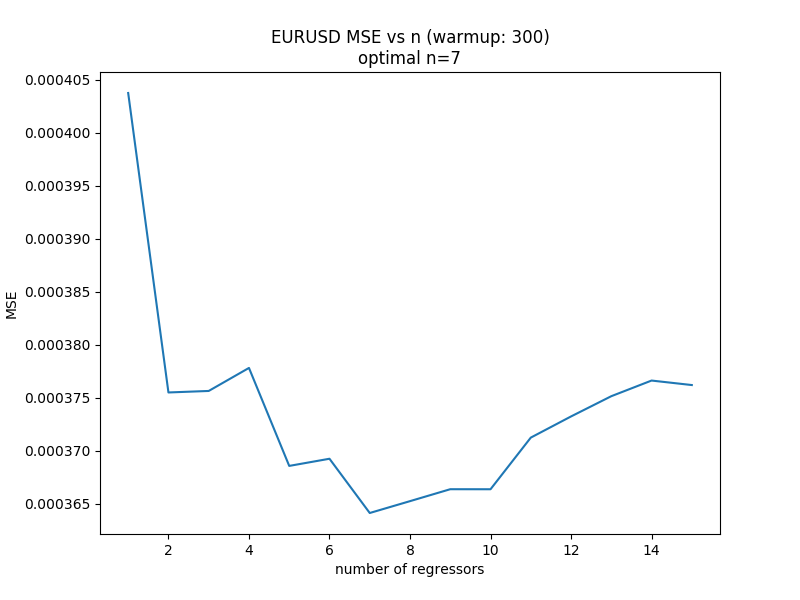 EURUSD MSE vs n (warmup: 300)
optimal n=7
0.000405
0.000400
0.000395
0.000390
0.000385
0.000380
0.000375
0.000370
0.000365
MSE
2 4 6 8 10 12 14
number of regressors